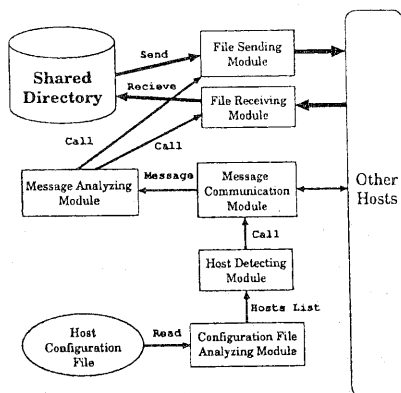 Send
File Sending
Module
Shared
Directory
Recieve
File Receiving
Module
Call
Call
Message Analyzing
Module
Message
Message
Communication
Module
Other
Hosts
Call
Host Detecting
Module
Hosts List
Host
Configuration
File
Read
Configuration File
Analyzing Module